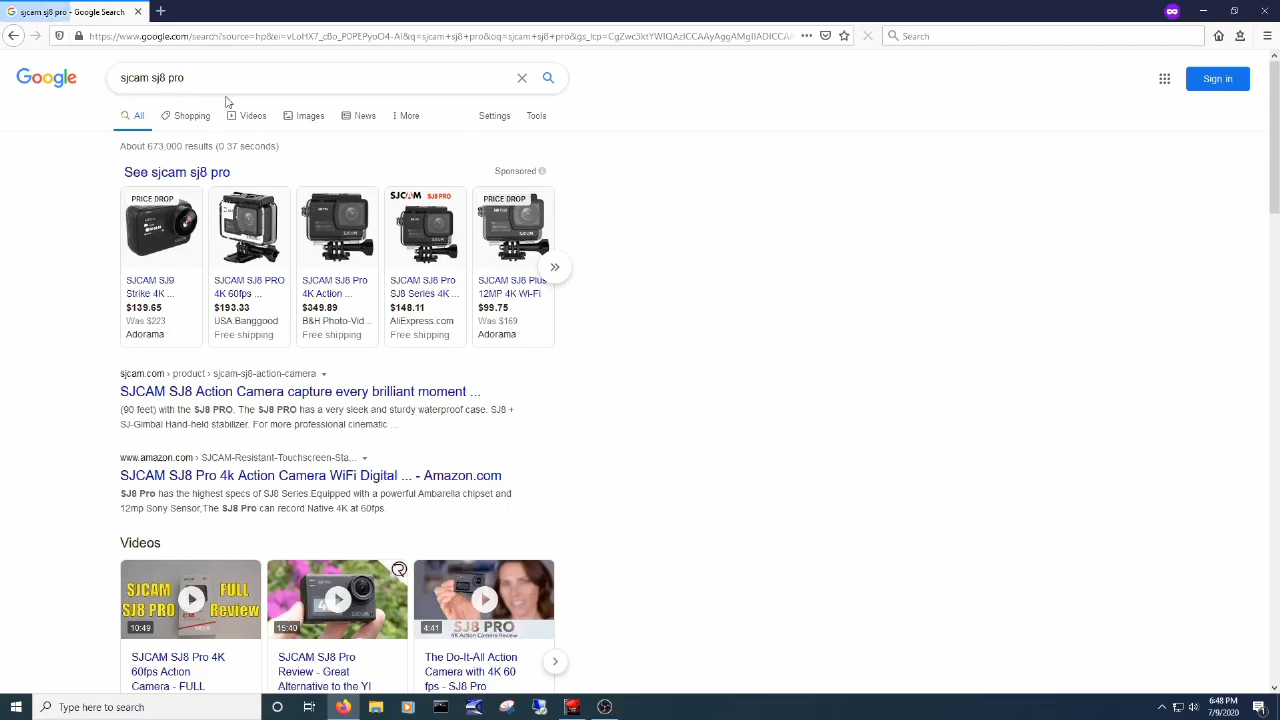 sjcam sj8 pro - Google Search
https://www.google.com/search?source=hp&ei=vLoHX7_cBo_P0PEPyoO4-AI&q=sjcam+sj8+pro&oq=sjcam+sj8+pro&gs_lcp=
Search
Google
sjcam sj8 pro
Sign in
All
Shopping
Videos
Images
News
More
Settings
Tools
About 673,000 results (0.37 seconds)
See sjcam sj8 pro
Sponsored
PRICE DROP
SJCAM SJ8 PRO
PRICE DROP
SJCAM SJ9
Strike 4K ...
$139.65
Was $223
Adorama
SJCAM SJ8 PRO
4K 60fps ...
$193.33
USA Banggood
Free shipping
SJCAM SJ8 Pro
4K Action ...
$349.89
B&H Photo-Vid...
Free shipping
SJCAM SJ8 Pro
SJ8 Series 4K ...
$148.11
AliExpress.com
Free shipping
SJCAM SJ8 Plus
12MP 4K Wi-Fi
$99.75
Was $169
Adorama
sjcam.com › product › sjcam-sj8-action-camera
SJCAM SJ8 Action Camera capture every brilliant moment ...
(90 feet) with the SJ8 PRO. The SJ8 PRO has a very sleek and sturdy waterproof case. SJ8 +
SJ-Gimbal Hand-held stabilizer. For more professional cinematic ...
www.amazon.com › SJCAM-Resistant-Touchscreen-Sta...
SJCAM SJ8 Pro 4k Action Camera WiFi Digital ... - Amazon.com
SJ8 Pro has the highest specs of SJ8 Series.Equipped with a powerful Ambarella chipset and
12mp Sony Sensor,The SJ8 Pro can record Native 4K at 60fps.
Videos
SJCAM FULL
SJ8 PRO Review
10:49
15:40
SJ8 PRO
4K Action Camera Review
4:41
SJCAM SJ8 Pro 4K
60fps Action
Camera - FULL
SJCAM SJ8 Pro
Review - Great
Alternative to the YI
The Do-It-All Action
Camera with 4K 60
fps - SJ8 Pro
Type here to search
6:48 PM
7/9/2020